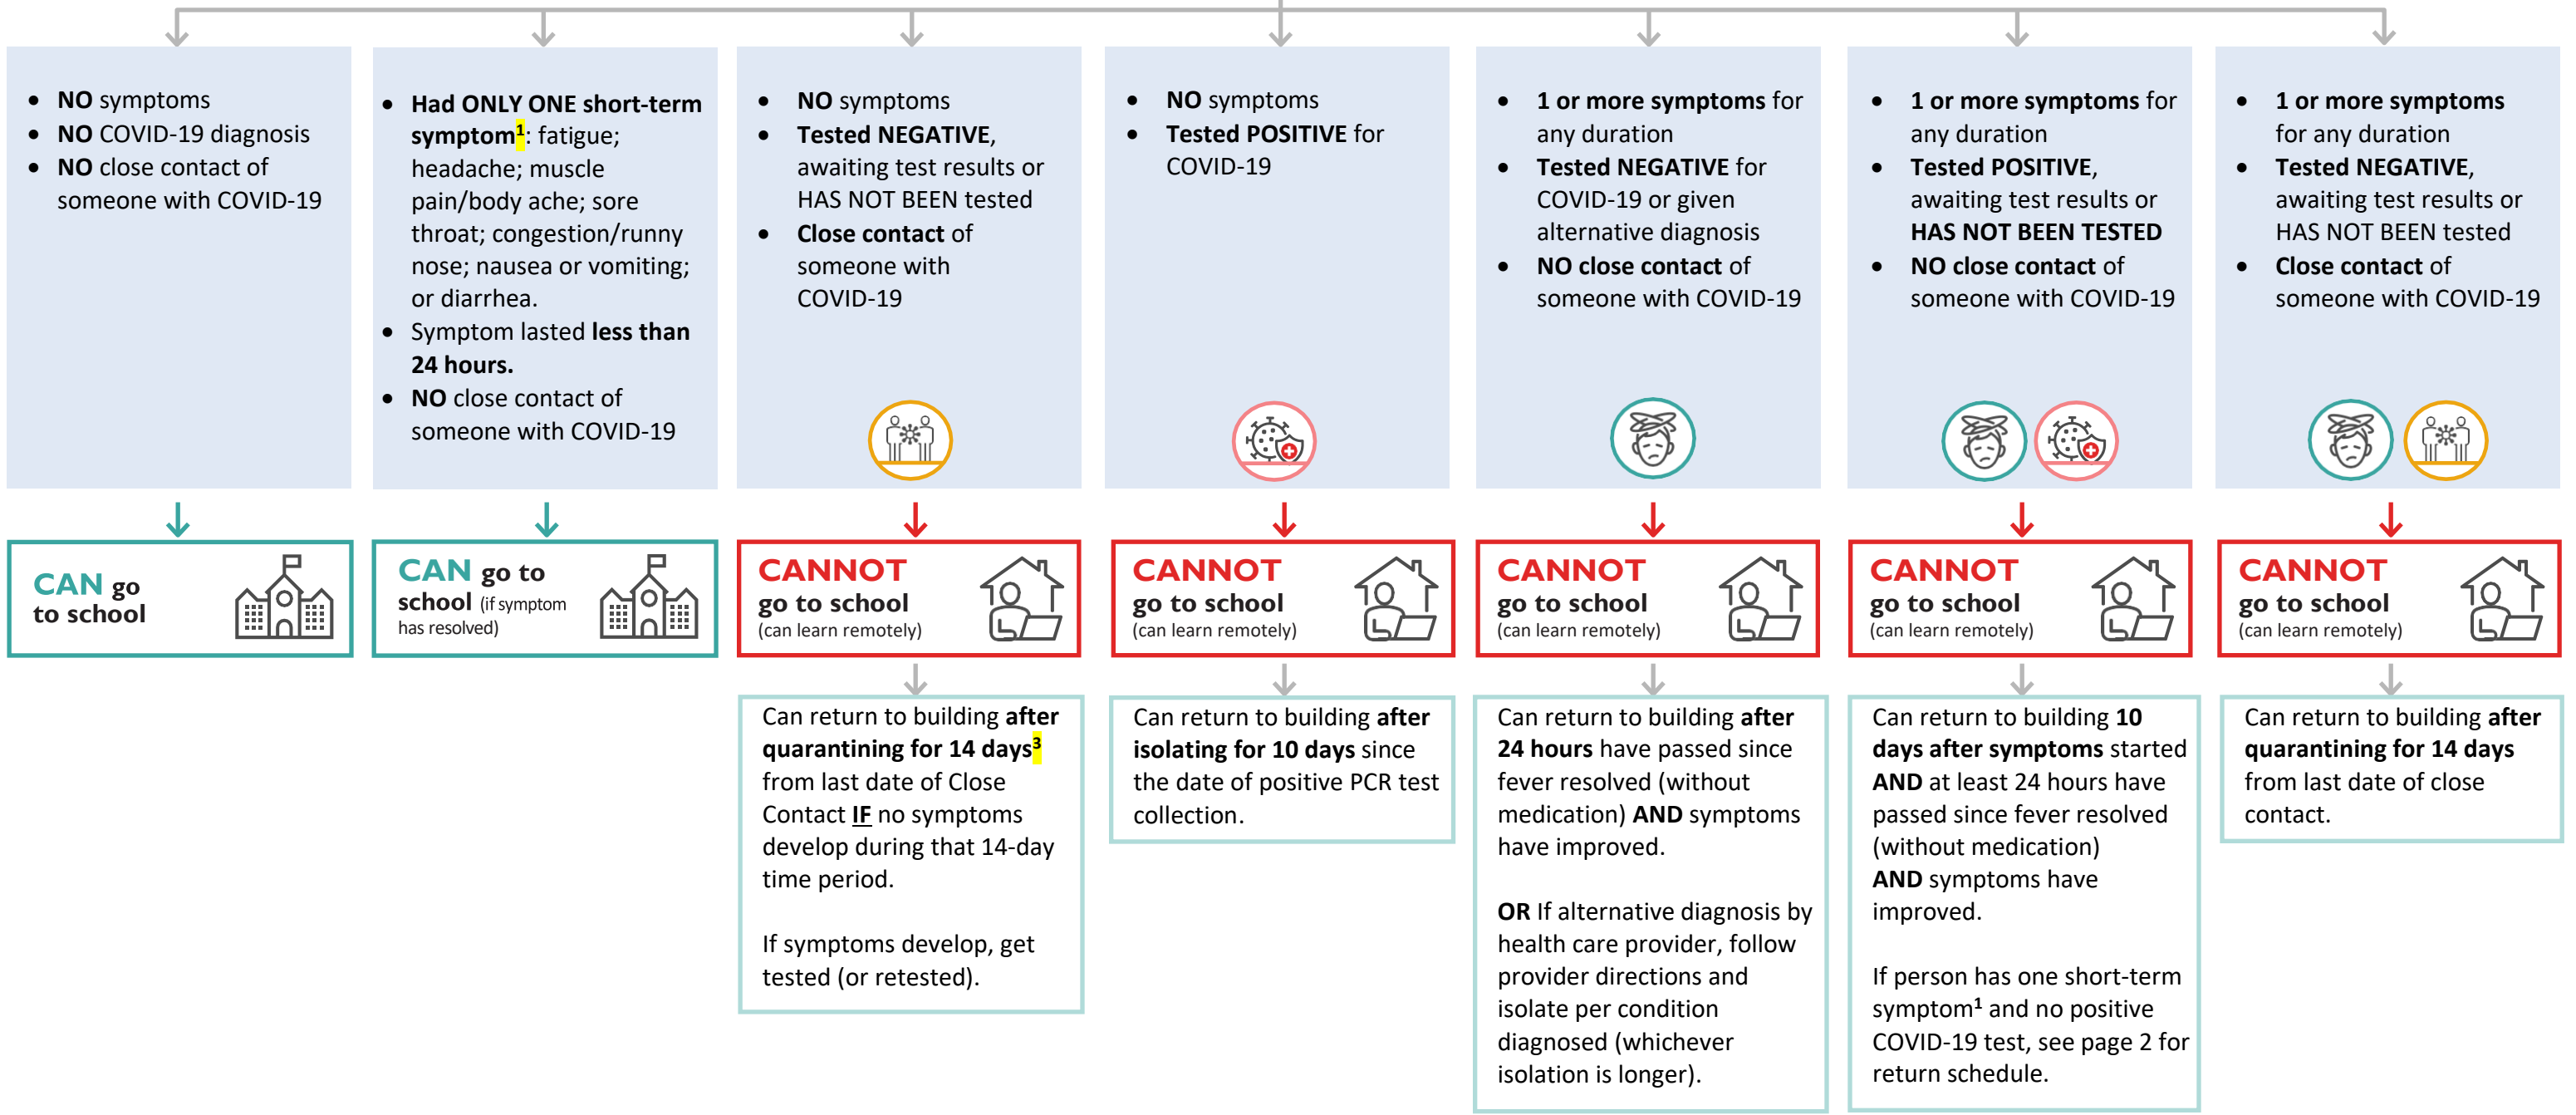 • NO symptoms
• NO COVID-19 diagnosis
• NO close contact of
someone with COVID-19
CAN go
to school
• Had ONLY ONE short-term
symptom1: fatigue;
headache; muscle
pain/body ache; sore
throat; congestion/runny
nose; nausea or vomiting;
or diarrhea.
• Symptom lasted less than
24 hours.
• NO close contact of
someone with COVID-19
CAN go to
school (if symptom
has resolved)
• NO symptoms
• Tested NEGATIVE,
awaiting test results or
HAS NOT BEEN tested
• Close contact of
someone with
COVID-19
CANNOT
go to school
(can learn remotely)
Can return to building after
quarantining for 14 days3
from last date of Close
Contact IF no symptoms
develop during that 14-day
time period.
If symptoms develop, get
tested (or retested).
• NO symptoms
• Tested POSITIVE for
COVID-19
CANNOT
go to school
(can learn remotely)
Can return to building after
isolating for 10 days since
the date of positive PCR test
collection.
• 1 or more symptoms for
any duration
• Tested NEGATIVE for
COVID-19 or given
alternative diagnosis
• NO close contact of
someone with COVID-19
CANNOT
go to school
(can learn remotely)
Can return to building after
24 hours have passed since
fever resolved (without
medication) AND symptoms
have improved.
OR If alternative diagnosis by
health care provider, follow
provider directions and
isolate per condition
diagnosed (whichever
isolation is longer).
• 1 or more symptoms for
any duration
• Tested POSITIVE,
awaiting test results or
HAS NOT BEEN TESTED
• NO close contact of
someone with COVID-19
CANNOT
go to school
(can learn remotely)
Can return to building 10
days after symptoms started
AND at least 24 hours have
passed since fever resolved
(without medication)
AND symptoms have
improved.
If person has one short-term
symptom1 and no positive
COVID-19 test, see page 2 for
return schedule.
• 1 or more symptoms
for any duration
• Tested NEGATIVE,
awaiting test results or
HAS NOT BEEN tested
• Close contact of
someone with COVID-19
CANNOT
go to school
(can learn remotely)
Can return to building after
quarantining for 14 days
from last date of close
contact.